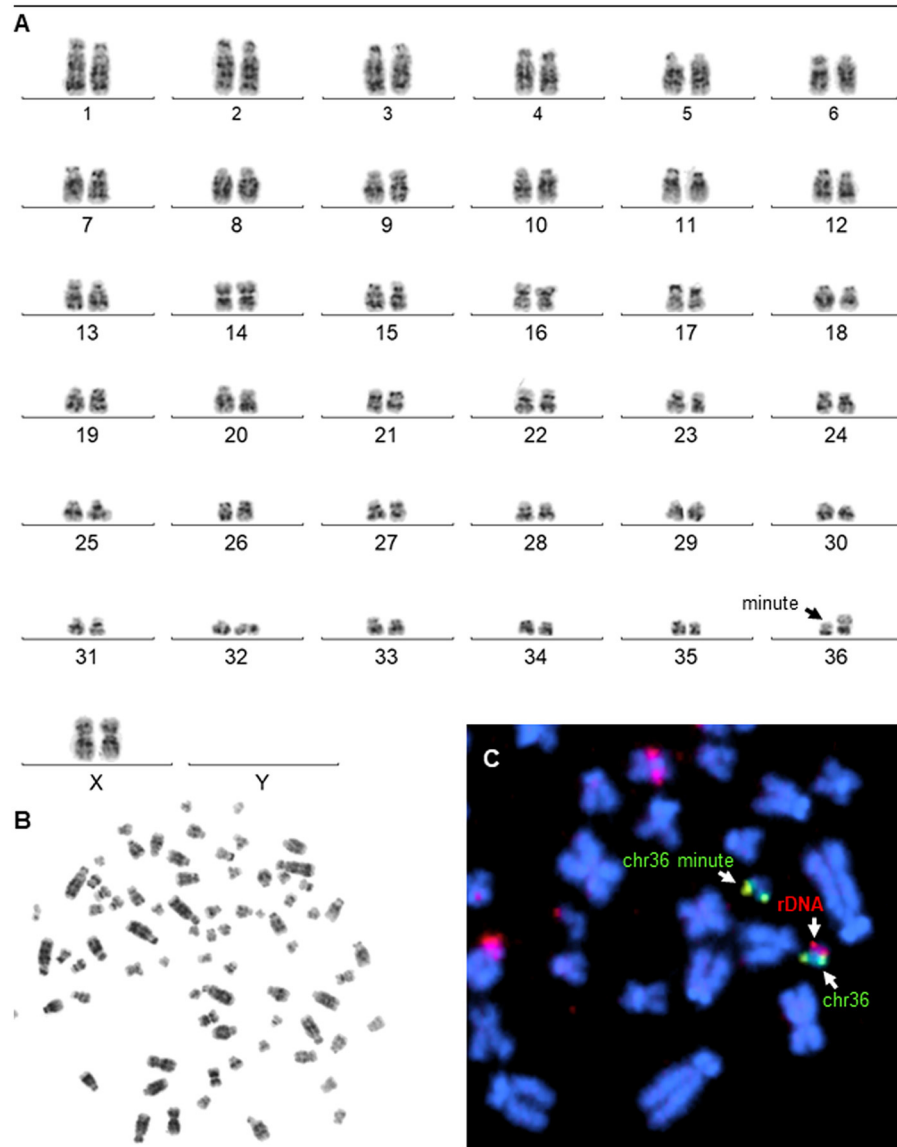 A
1 2 3 4 5 6
7 8 9 10 11 12
13 14 15 16 17 18
19 20 21 22 23 24
25 26 27 28 29 30
minute
31 32 33 34 35 36
X Y
B
C
chr36 minute
rDNA
chr36